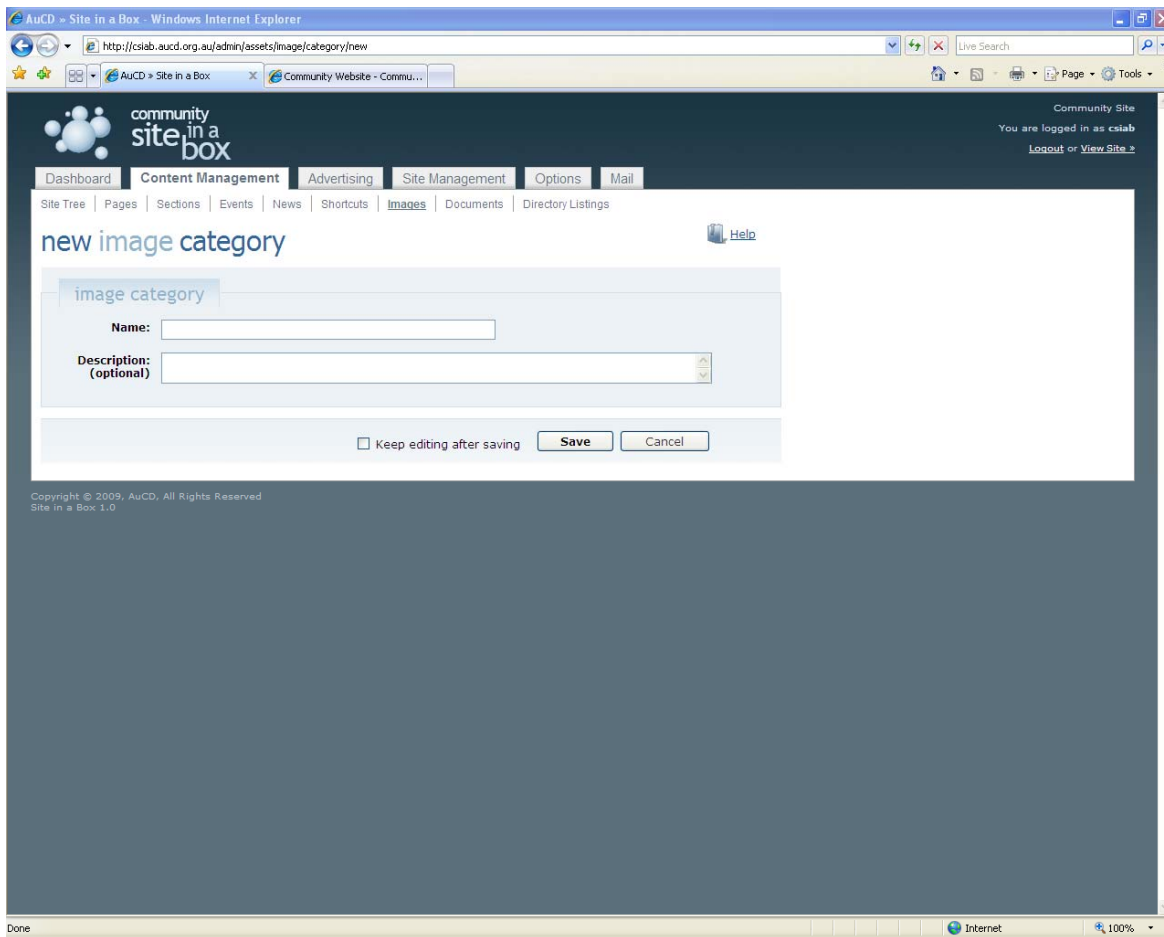 AuCD » Site in a Box - Windows Internet Explorer
http://csiab.aucd.org.au/admin/assets/image/category/new
Live Search
AuCD » Site in a Box
Community Website - Commu...
Page
Tools
community
site in a
box
Community Site
You are logged in as csiab
Logout or View Site »
Dashboard Content Management Advertising Site Management Options Mail
Site Tree | Pages | Sections | Events | News | Shortcuts | Images | Documents | Directory Listings
new image category
Help
image category
Name:
Description:
(optional)
Keep editing after saving
Save
Cancel
Copyright © 2009, AuCD, All Rights Reserved
Site in a Box 1.0
Done
Internet
100%